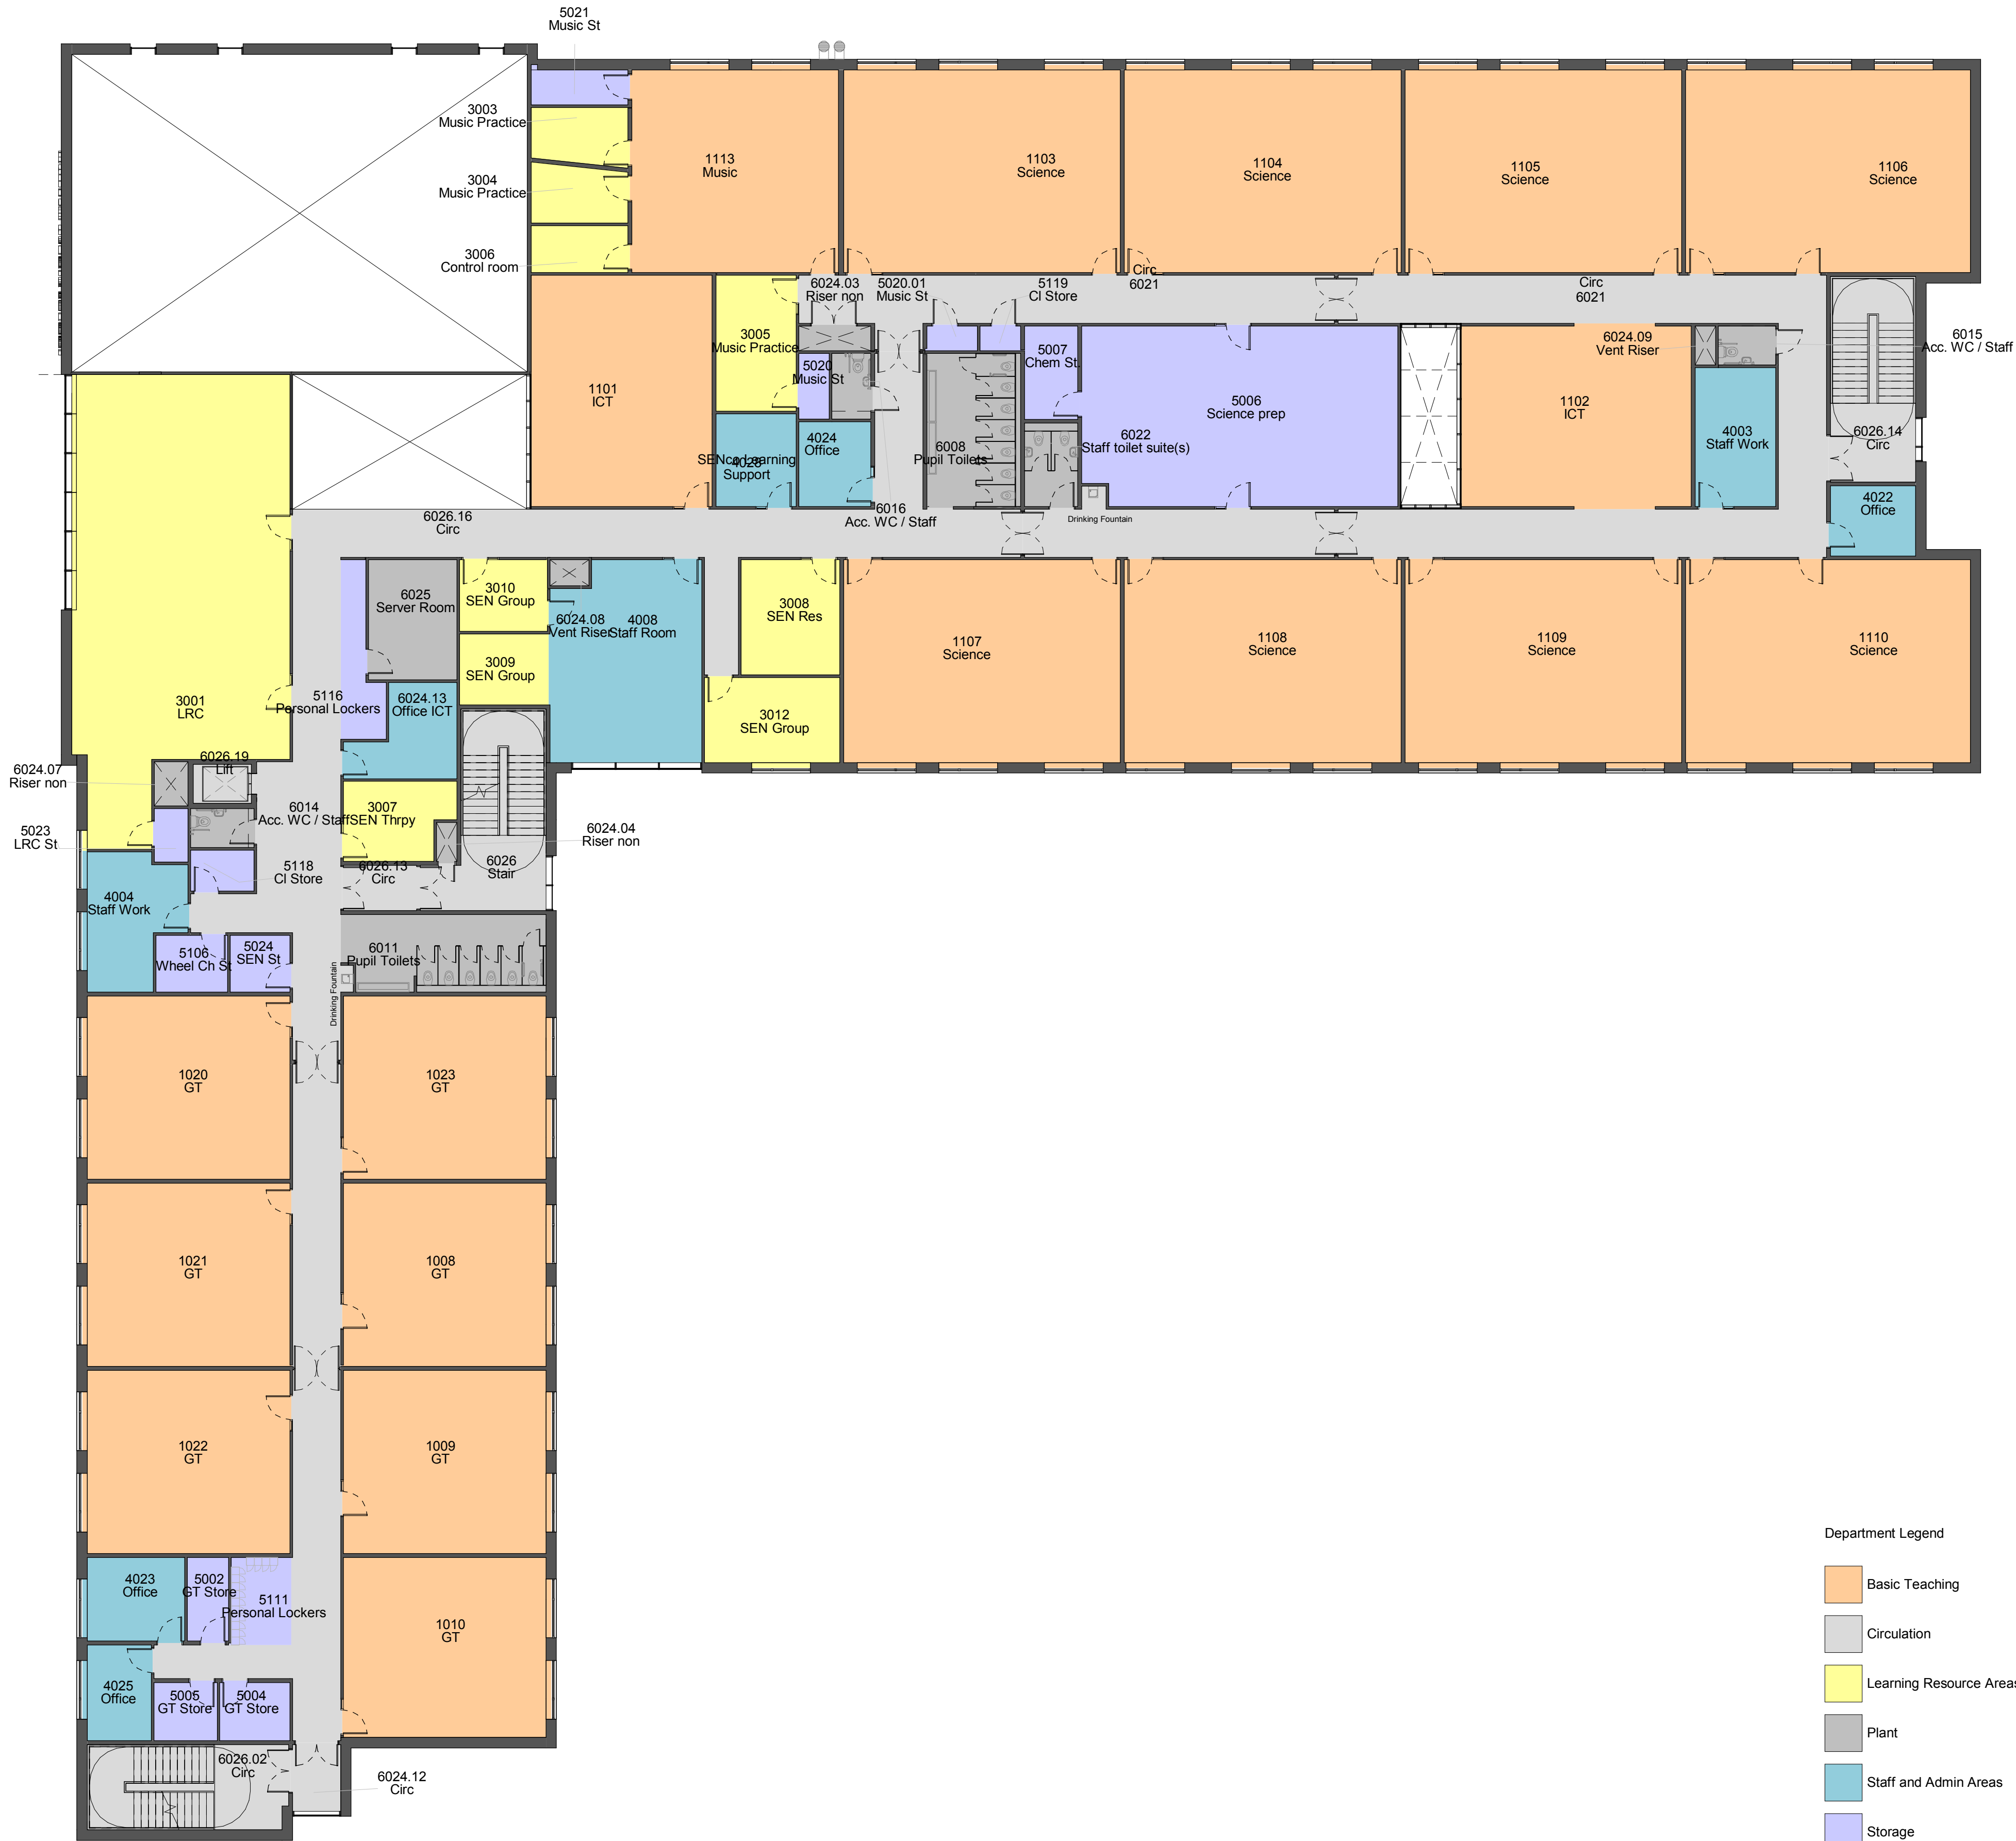 5021
Music St
3003
Music Practice
3004
Music Practice
3006
Control room
1113
Music
1103
Science
1104
Science
1105
Science
1106
Science
6024.03
Riser non
5020.01
Music St
5119
Cl Store
Circ
6021
Circ
6021
3005
Music Practice
1101
ICT
5020
Music St
5007
Chem St.
5006
Science prep
6024.09
Vent Riser
6015
Acc. WC / Staff
1102
ICT
4003
Staff Work
6026.14
Circ
4024
Office
SENco Learning
4028
Support
6008
Pupil Toilets
6022
Staff toilet suite(s)
4022
Office
6016
Acc. WC / Staff
Drinking Fountain
6026.16
Circ
3010
SEN Group
6025
Server Room
6024.08
Vent Riser
4008
Staff Room
3008
SEN Res
1107
Science
1108
Science
1109
Science
1110
Science
3009
SEN Group
3012
SEN Group
3001
LRC
5116
Personal Lockers
6024.13
Office ICT
6026.19
Lift
6024.07
Riser non
6014
Acc. WC / Staff
3007
SEN Thrpy
5023
LRC St
6024.04
Riser non
5118
Cl Store
6026.13
Circ
6026
Stair
4004
Staff Work
5106
Wheel Ch St
5024
SEN St
6011
Pupil Toilets
Drinking Fountain
1020
GT
1023
GT
1021
GT
1008
GT
1022
GT
1009
GT
4023
Office
5002
GT Store
5111
Personal Lockers
1010
GT
4025
Office
5005
GT Store
5004
GT Store
6026.02
Circ
6024.12
Circ
Department Legend
Basic Teaching
Circulation
Learning Resource Areas
Plant
Staff and Admin Areas
Storage